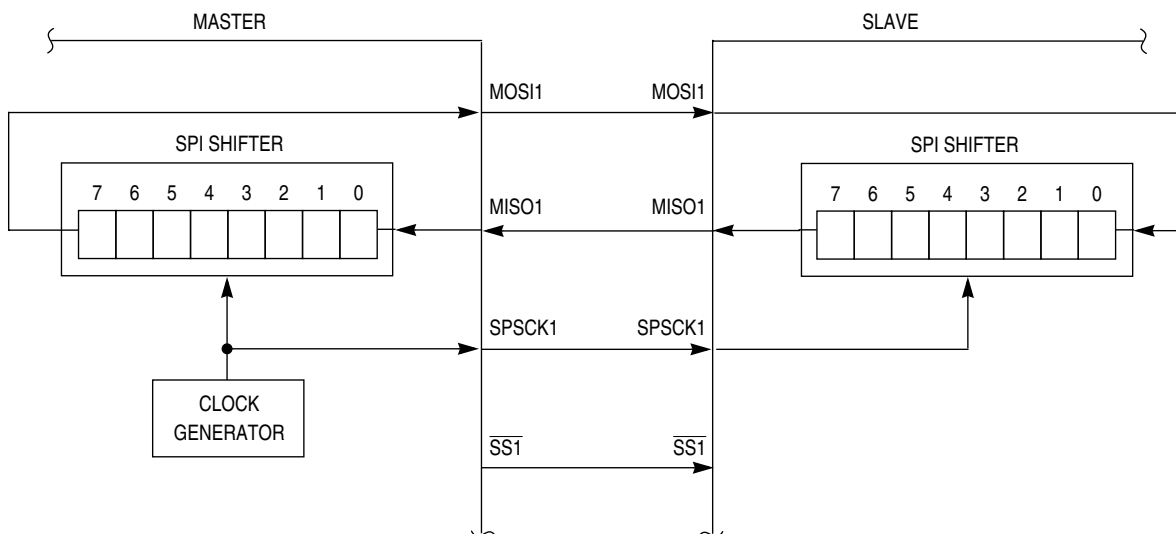 MASTER
SLAVE
MOSI1 MOSI1
SPI SHIFTER
SPI SHIFTER
7 6 5 4 3 2 1 0
7 6 5 4 3 2 1 0
MISO1 MISO1
SPSCK1 SPSCK1
CLOCK
GENERATOR
SS1 SS1